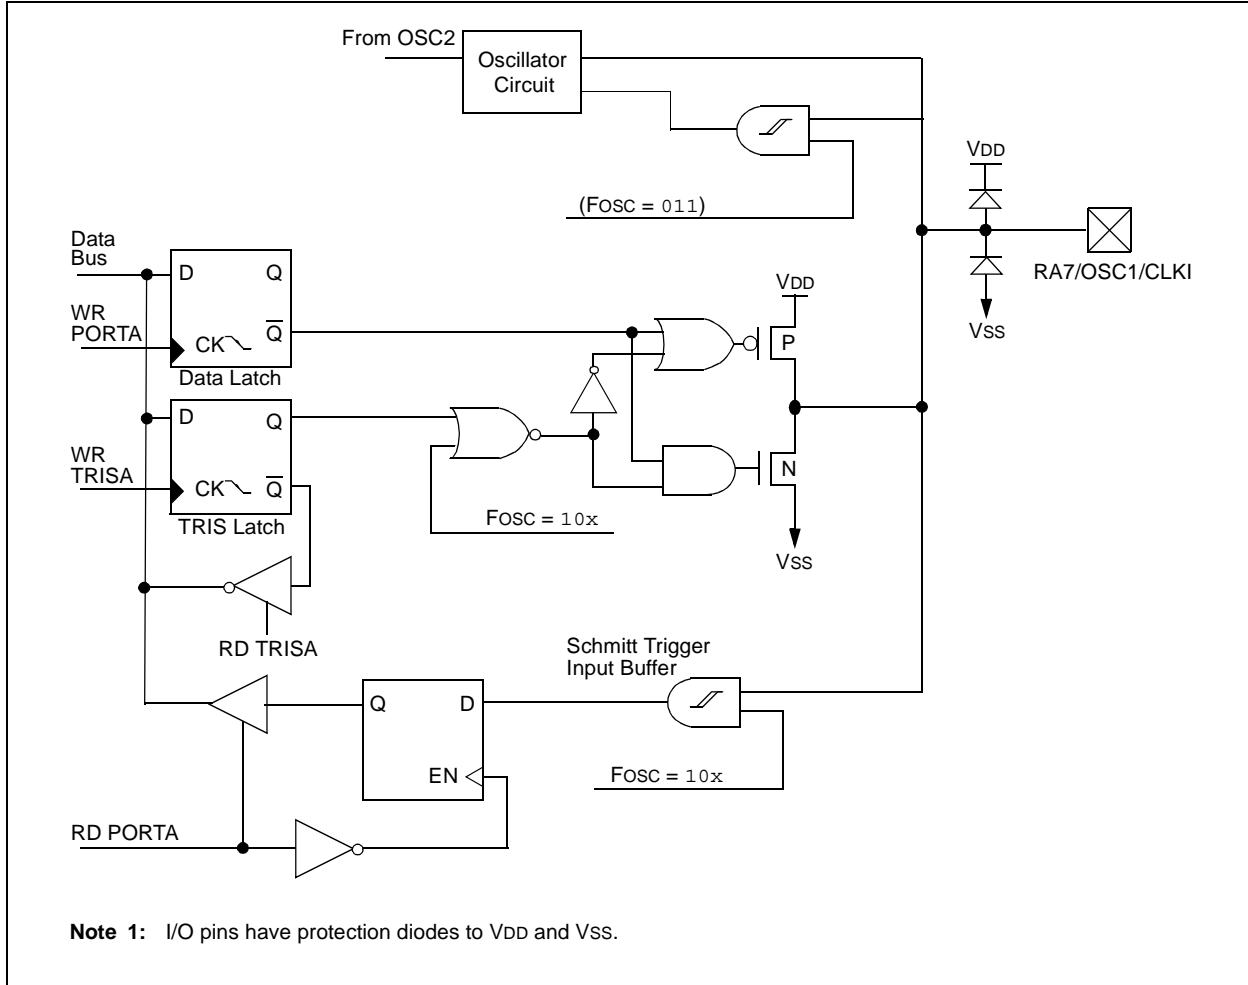 From OSC2
Oscillator
Circuit
VDD
(FOSC = 011)
RA7/OSC1/CLKI
VSS
Data
Bus
D
Q
WR
PORTA
CK
Q
Data Latch
VDD
P
D
Q
WR
TRISA
CK
Q
TRIS Latch
FOSC = 10x
N
VSS
RD TRISA
Schmitt Trigger
Input Buffer
Q
D
EN
FOSC = 10x
RD PORTA
Note 1: I/O pins have protection diodes to VDD and VSS.